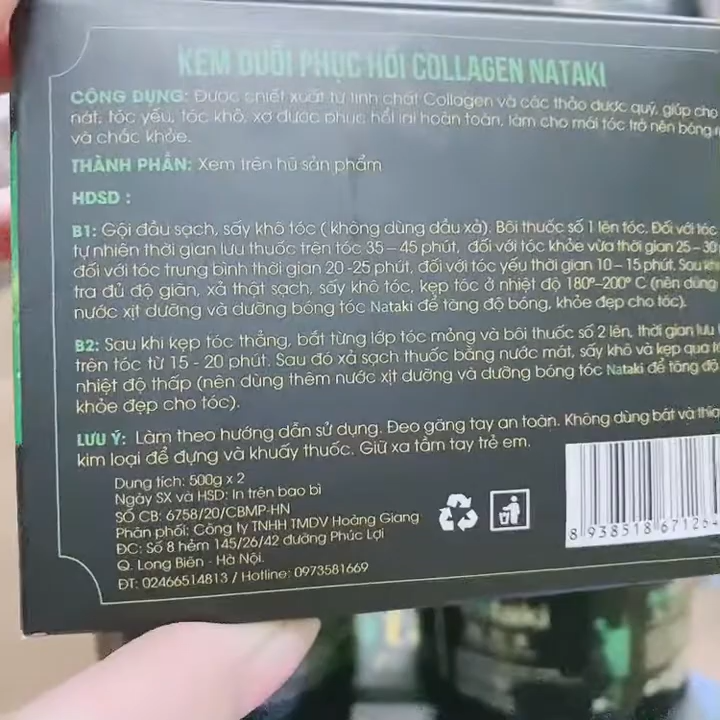 KEM DUỖI PHỤC HỒI COLLAGEN NATAKI
CÔNG DỤNG: Được chiết xuất từ tinh chất Collagen và các thảo dược quý, giúp cho
nát, tóc yếu, tóc khô, xơ được phục hồi lại hoàn toàn, làm cho mái tóc trở nên bóng
và chắc khỏe.
THÀNH PHẦN: Xem trên hũ sản phẩm
HDSD :
B1: Gội đầu sạch, sấy khô tóc (không dùng dầu xả). Bôi thuốc số 1 lên tóc. Đối với tóc
tự nhiên thời gian lưu thuốc trên tóc 35 – 45 phút, đối với tóc khỏe vừa thời gian 25 – 30
đối với tóc trung bình thời gian 20 -25 phút, đối với tóc yếu thời gian 10 – 15 phút. Sau khi
tra đủ độ giãn, xả thật sạch, sấy khô tóc, kẹp tóc ở nhiệt độ 180°–200° C (nên dùng
nước xịt dưỡng và dưỡng bóng tóc Nataki để tăng độ bóng, khỏe đẹp cho tóc).
B2: Sau khi kẹp tóc thẳng, bắt từng lớp tóc mỏng và bôi thuốc số 2 lên, thời gian lưu
trên tóc từ 15 - 20 phút. Sau đó xả sạch thuốc bằng nước mát, sấy khô và kẹp qua
nhiệt độ thấp (nên dùng thêm nước xịt dưỡng và dưỡng bóng tóc Nataki để tăng độ
khỏe đẹp cho tóc).
LƯU Ý: Làm theo hướng dẫn sử dụng. Đeo găng tay an toàn. Không dùng bát và thìa
kim loại để đựng và khuấy thuốc. Giữ xa tầm tay trẻ em.
Dung tích: 500g x 2
Ngày SX và HSD: In trên bao bì
SỐ CB: 6758/20/CBMP-HN
Phân phối: Công ty TNHH TMDV Hoàng Giang
ĐC: Số 8 hẻm 145/26/42 đường Phúc Lợi
Q. Long Biên - Hà Nội.
ĐT: 02466514813 / Hotline: 0973581669
8 938518 67126